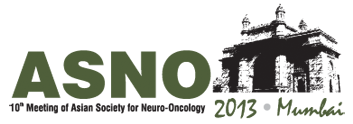 ASNO
10th Meeting of Asian Society for Neuro-Oncology
2013 • Mumbai